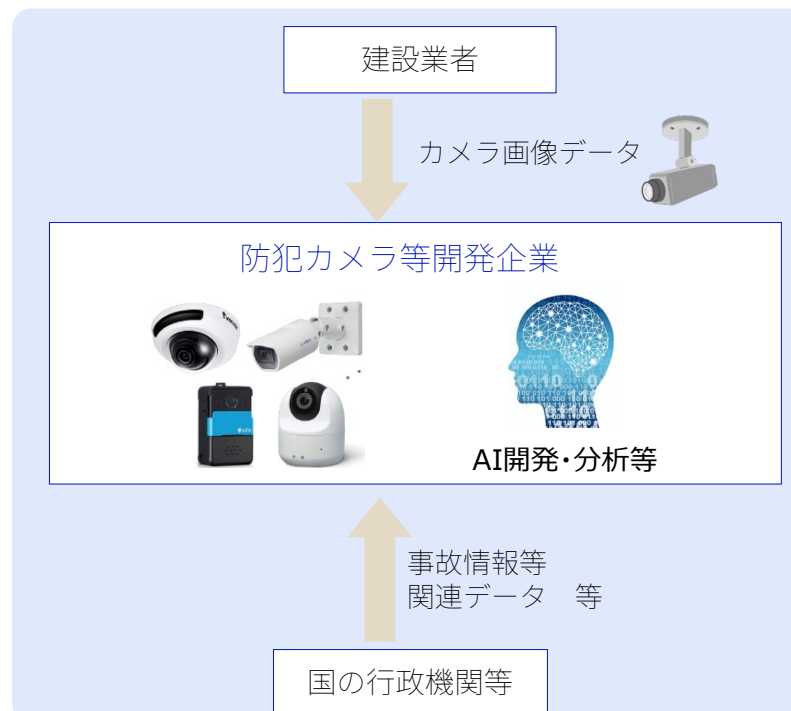 建設業者
カメラ画像データ
防犯カメラ等開発企業
AI開発・分析等
事故情報等
関連データ　等
国の行政機関等